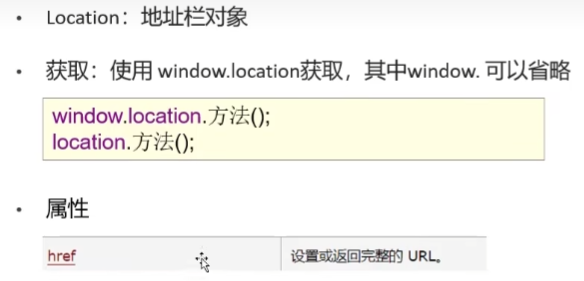 • Location：地址栏对象
• 获取：使用 window.location获取，其中window. 可以省略
window.location.方法();
location.方法();
• 属性
href 设置或返回完整的 URL。